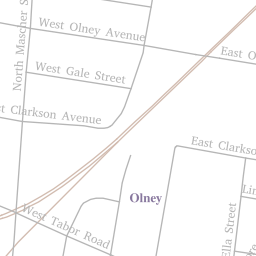 North Mascher S
West Olney Avenue
East O
West Gale Street
st Clarkson Avenue
East Clarkso
Olney
West Tabor Road
Ella Street
Lin